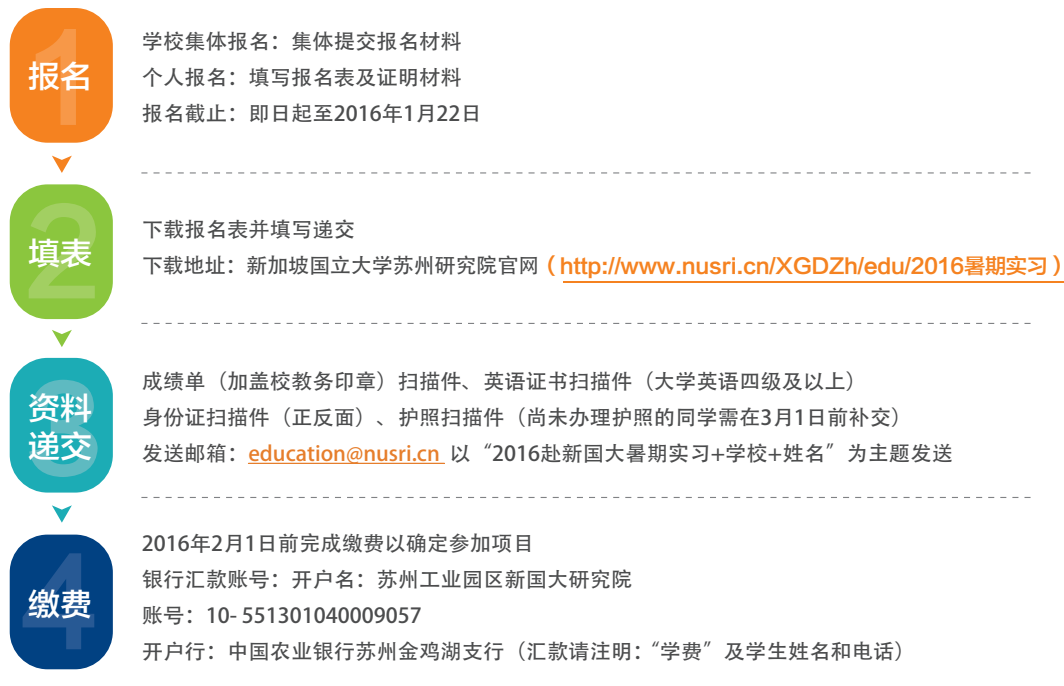 1
报名
学校集体报名：集体提交报名材料
个人报名：填写报名表及证明材料
报名截止：即日起至2016年1月22日
2
填表
下载报名表并填写递交
下载地址：新加坡国立大学苏州研究院官网（http://www.nusri.cn/XGDZh/edu/2016暑期实习）
3
资料
递交
成绩单（加盖校教务印章）扫描件、英语证书扫描件（大学英语四级及以上）
身份证扫描件（正反面）、护照扫描件（尚未办理护照的同学需在3月1日前补交）
发送邮箱：education@nusri.cn 以“2016赴新国大暑期实习+学校+姓名”为主题发送
4
缴费
2016年2月1日前完成缴费以确定参加项目
银行汇款账号：开户名：苏州工业园区新国大研究院
账号：10- 551301040009057
开户行：中国农业银行苏州金鸡湖支行（汇款请注明：“学费”及学生姓名和电话）